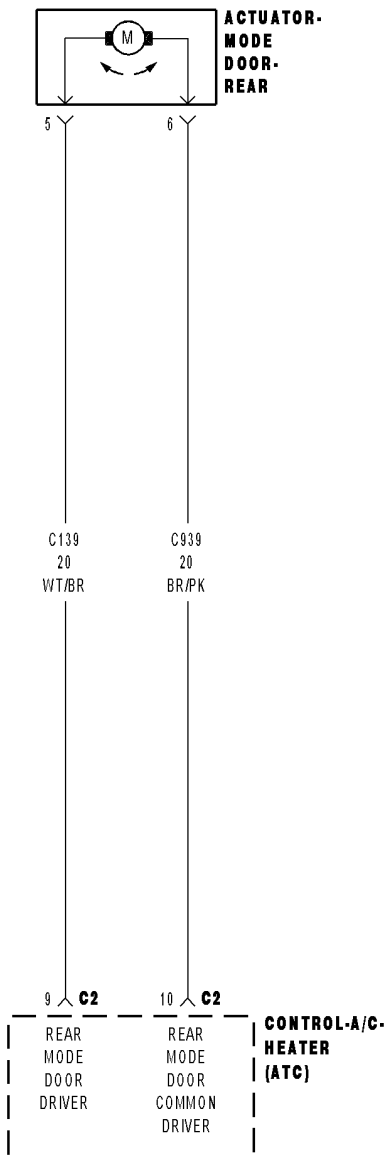 ACTUATOR-
MODE
DOOR-
REAR
M
5
6
C139
20
WT/BR
C939
20
BR/PK
9 C2
10 C2
REAR
MODE
DOOR
DRIVER
REAR
MODE
DOOR
COMMON
DRIVER
CONTROL-A/C-
HEATER
(ATC)